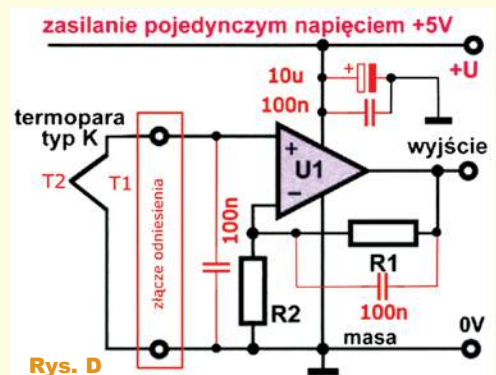 zasilanie pojedynczym napięciem +5V
+U
10u
+
100n
termopara
typ K
wyjście
T2
T1
złącze odniesienia
100n
+
U1
−
R1
R2
100n
masa
0V
Rys. D